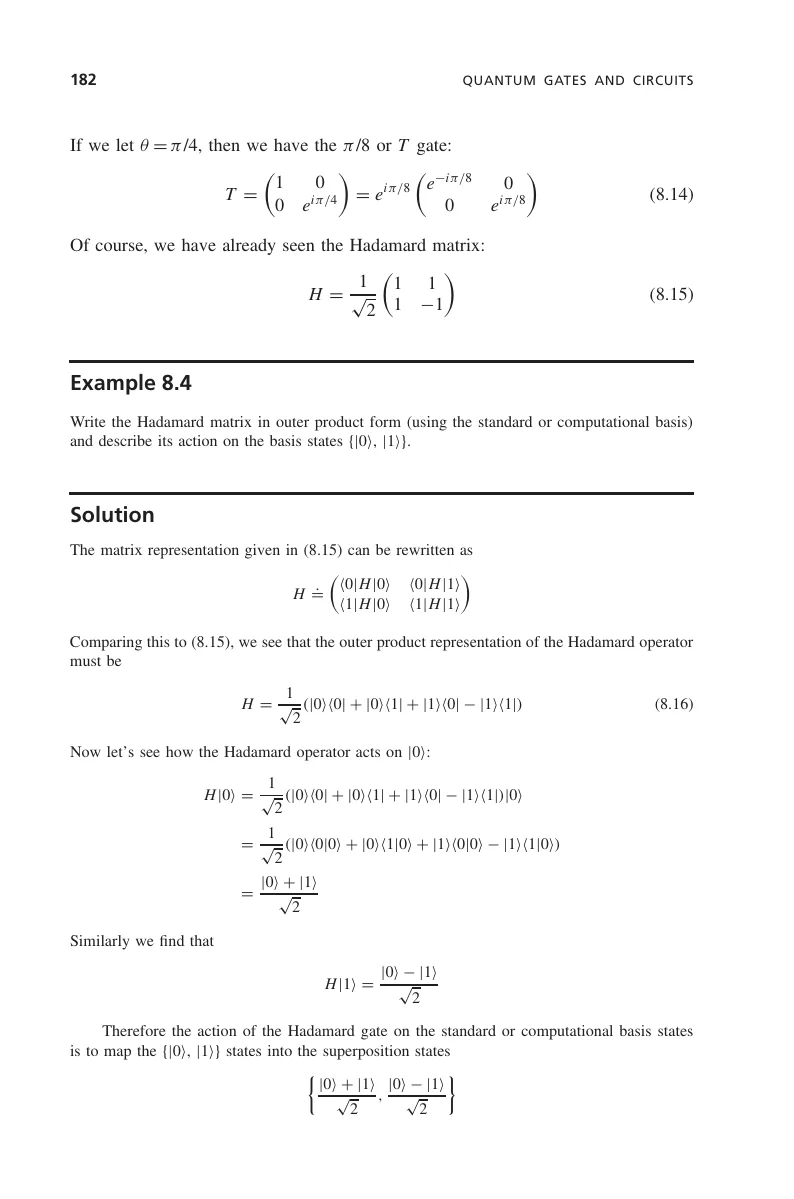 182 QUANTUM GATES AND CIRCUITS
If we let θ = π/4, then we have the π/8 or T gate:
T = (1 0 0 e^{iπ/4}) = e^{iπ/8} (e^{−iπ/8} 0 0 e^{iπ/8}) (8.14)
Of course, we have already seen the Hadamard matrix:
H = 1/√2 (1 1 1 −1) (8.15)
Example 8.4
Write the Hadamard matrix in outer product form (using the standard or computational basis)
and describe its action on the basis states {|0⟩, |1⟩}.
Solution
The matrix representation given in (8.15) can be rewritten as
H ≐ (⟨0|H|0⟩ ⟨0|H|1⟩ ⟨1|H|0⟩ ⟨1|H|1⟩)
Comparing this to (8.15), we see that the outer product representation of the Hadamard operator
must be
H = 1/√2 (|0⟩⟨0| + |0⟩⟨1| + |1⟩⟨0| − |1⟩⟨1|) (8.16)
Now let's see how the Hadamard operator acts on |0⟩:
H|0⟩ = 1/√2 (|0⟩⟨0| + |0⟩⟨1| + |1⟩⟨0| − |1⟩⟨1|)|0⟩
= 1/√2 (|0⟩⟨0|0⟩ + |0⟩⟨1|0⟩ + |1⟩⟨0|0⟩ − |1⟩⟨1|0⟩)
= |0⟩ + |1⟩ / √2
Similarly we find that
H|1⟩ = |0⟩ − |1⟩ / √2
Therefore the action of the Hadamard gate on the standard or computational basis states
is to map the {|0⟩, |1⟩} states into the superposition states
{|0⟩ + |1⟩ / √2, |0⟩ − |1⟩ / √2}